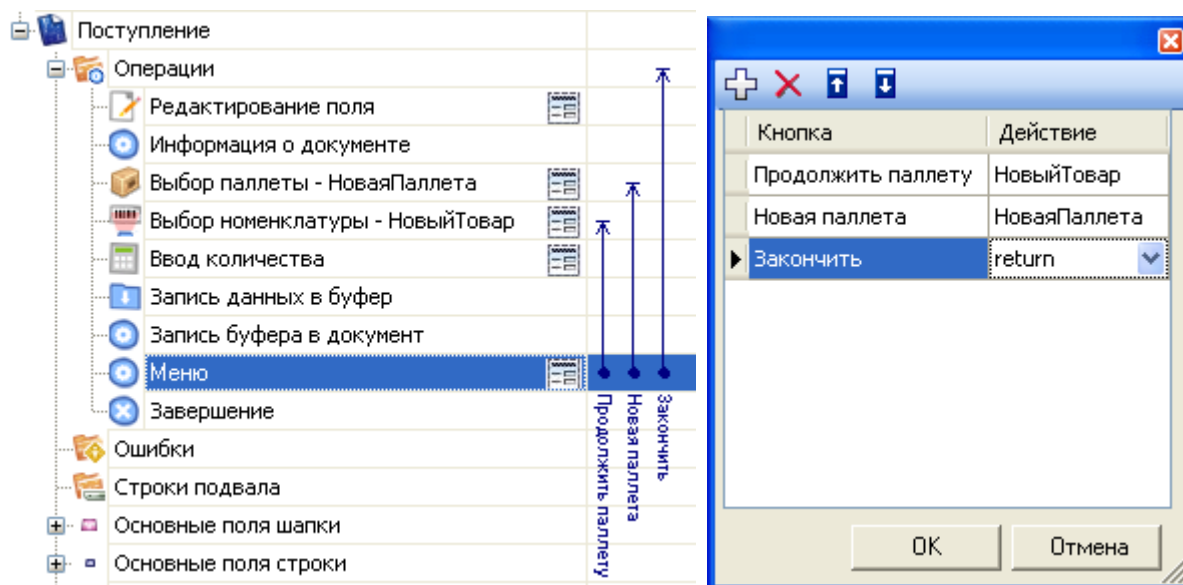 Поступление
Операции
Редактирование поля
Информация о документе
Выбор паллеты - НоваяПаллета
Выбор номенклатуры - НовыйТовар
Ввод количества
Запись данных в буфер
Запись буфера в документ
Меню
Завершение
Ошибки
Строки подвала
Основные поля шапки
Основные поля строки
Продолжить паллету
Новая паллета
Закончить
Кнопка Действие
Продолжить паллету НовыйТовар
Новая паллета НоваяПаллета
Закончить return
ОК Отмена